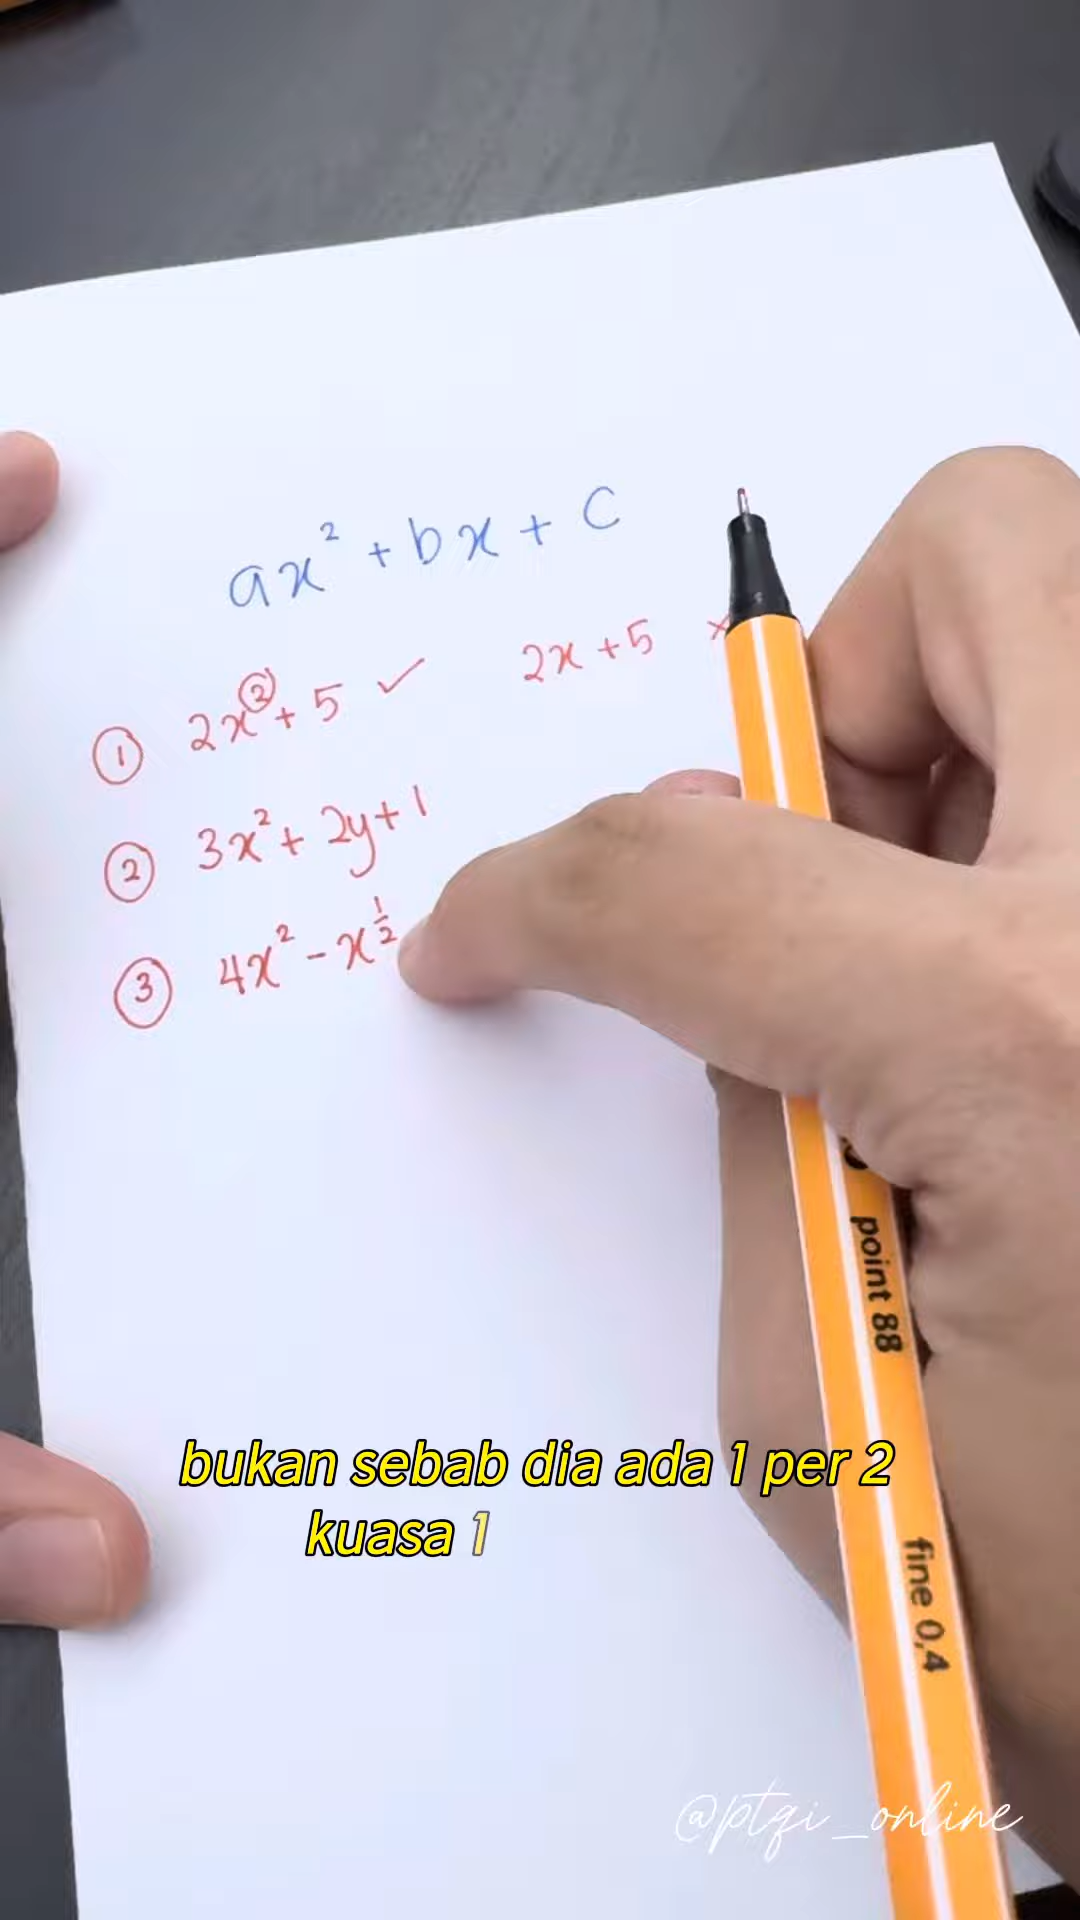 ax² + bx + c
① 2x² + 5 ✓ 2x + 5 ×
② 3x² + 2y + 1
③ 4x² - x^½
point 88
fine 0,4
bukan sebab dia ada 1 per 2
kuasa 1
@ptqi_online